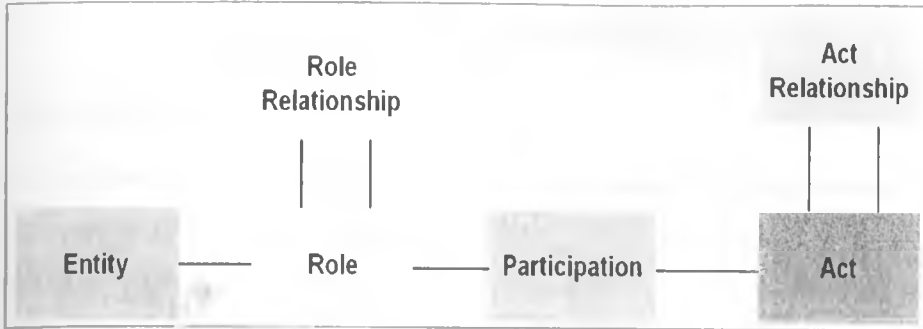 Role
Relationship
Act
Relationship
Entity
Role
Participation
Act